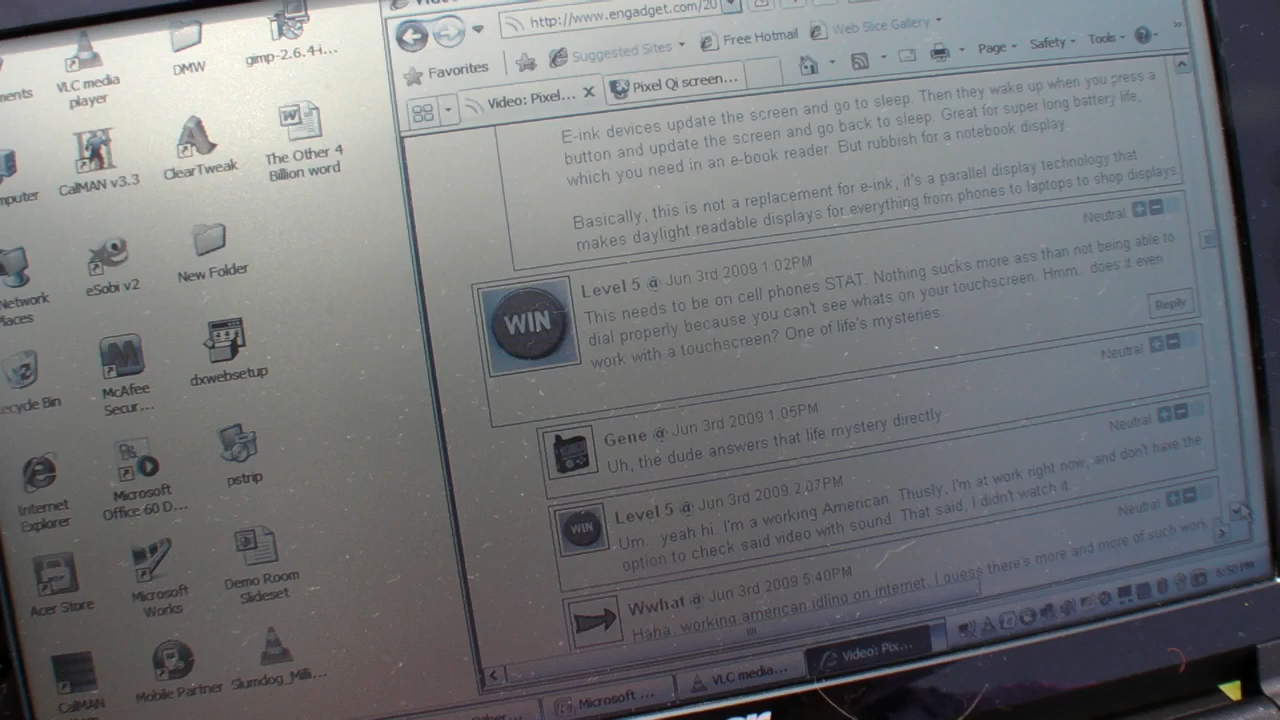 VLC media
player
DMW
gimp-2.6.4-i...
CalMAN v3.3
ClearTweak
The Other 4
Billion word
Network
Places
eSobi v2
New Folder
McAfee
Secur...
dxwebsetup
Internet
Explorer
Microsoft
Office 60 D...
pstrip
Acer Store
Microsoft
Works
Demo Room
Slideset
CalMAN
Mobile Partner
Slumdog_Milli...
http://www.engadget.com/20
Favorites
Suggested Sites
Free Hotmail
Web Slice Gallery
Video: Pixel...
Pixel Qi screen...
Page
Safety
Tools
E-ink devices update the screen and go to sleep. Then they wake up when you press a
button and update the screen and go back to sleep. Great for super long battery life,
which you need in an e-book reader. But rubbish for a notebook display.
Basically, this is not a replacement for e-ink, it's a parallel display technology that
makes daylight readable displays for everything from phones to laptops to shop displays
Neutral
WIN
Level 5 @ Jun 3rd 2009 1:02PM
This needs to be on cell phones STAT. Nothing sucks more ass than not being able to
dial properly because you can't see whats on your touchscreen. Hmm.. does it even
work with a touchscreen? One of life's mysteries.
Reply
Neutral
Gene @ Jun 3rd 2009 1:05PM
Uh, the dude answers that life mystery directly
Neutral
WIN
Level 5 @ Jun 3rd 2009 2:07PM
Um.. yeah hi. I'm a working American. Thusly, I'm at work right now, and don't have the
option to check said video with sound. That said, I didn't watch it.
Neutral
Wwhat @ Jun 3rd 2009 5:40PM
Haha, working american idling on internet, I guess there's more and more of such work
Microsoft ...
VLC media...
Video: Pix...